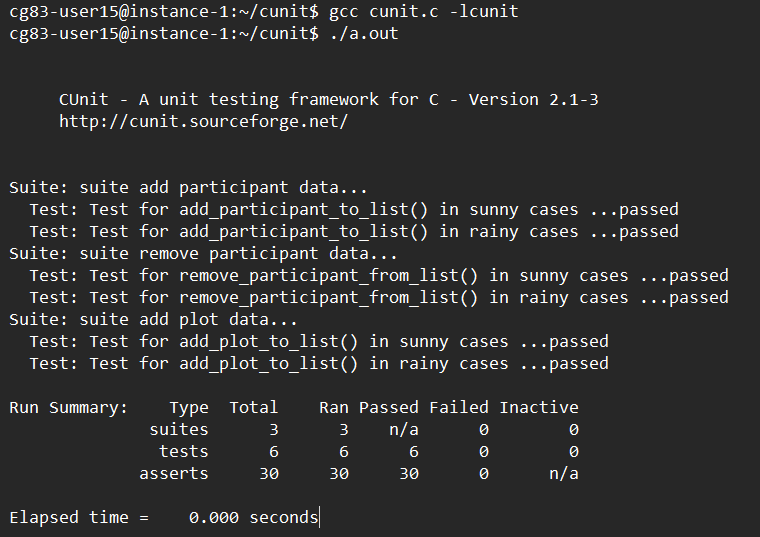 cg83-user15@instance-1:~/cunit$ gcc cunit.c -lcunit
cg83-user15@instance-1:~/cunit$ ./a.out
CUnit - A unit testing framework for C - Version 2.1-3
http://cunit.sourceforge.net/
Suite: suite add participant data...
Test: Test for add_participant_to_list() in sunny cases ...passed
Test: Test for add_participant_to_list() in rainy cases ...passed
Suite: suite remove participant data...
Test: Test for remove_participant_from_list() in sunny cases ...passed
Test: Test for remove_participant_from_list() in rainy cases ...passed
Suite: suite add plot data...
Test: Test for add_plot_to_list() in sunny cases ...passed
Test: Test for add_plot_to_list() in rainy cases ...passed
Run Summary:    Type  Total    Ran Passed Failed Inactive
suites      3      3    n/a      0        0
tests      6      6      6      0        0
asserts     30     30     30      0      n/a
Elapsed time =    0.000 seconds